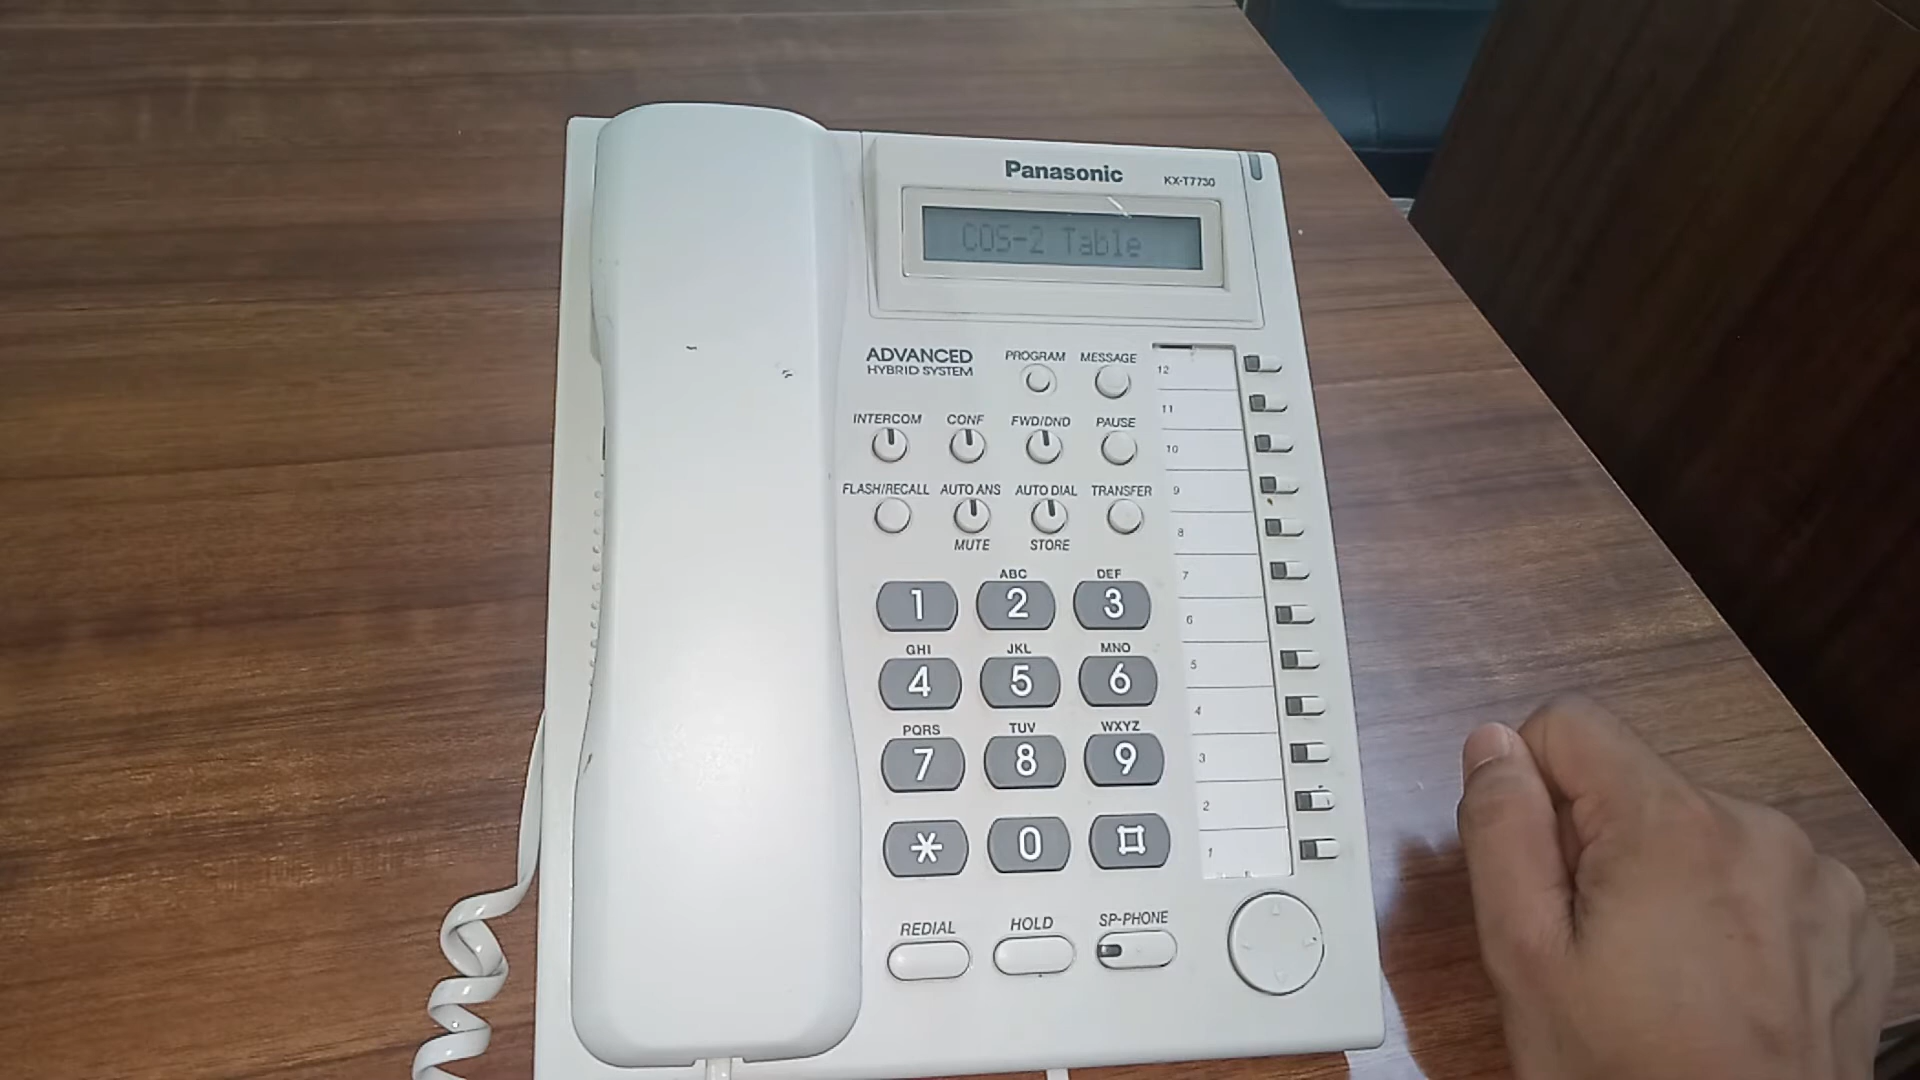 Panasonic
KX-T7730
COS-2 Table
ADVANCED
HYBRID SYSTEM
PROGRAM
MESSAGE
INTERCOM
CONF
FWD/DND
PAUSE
FLASH/RECALL
AUTO ANS
AUTO DIAL
TRANSFER
MUTE
STORE
ABC
DEF
1
2
3
GHI
JKL
MNO
4
5
6
PQRS
TUV
WXYZ
7
8
9
*
0
#
REDIAL
HOLD
SP-PHONE
12
11
10
9
8
7
6
5
4
3
2
1